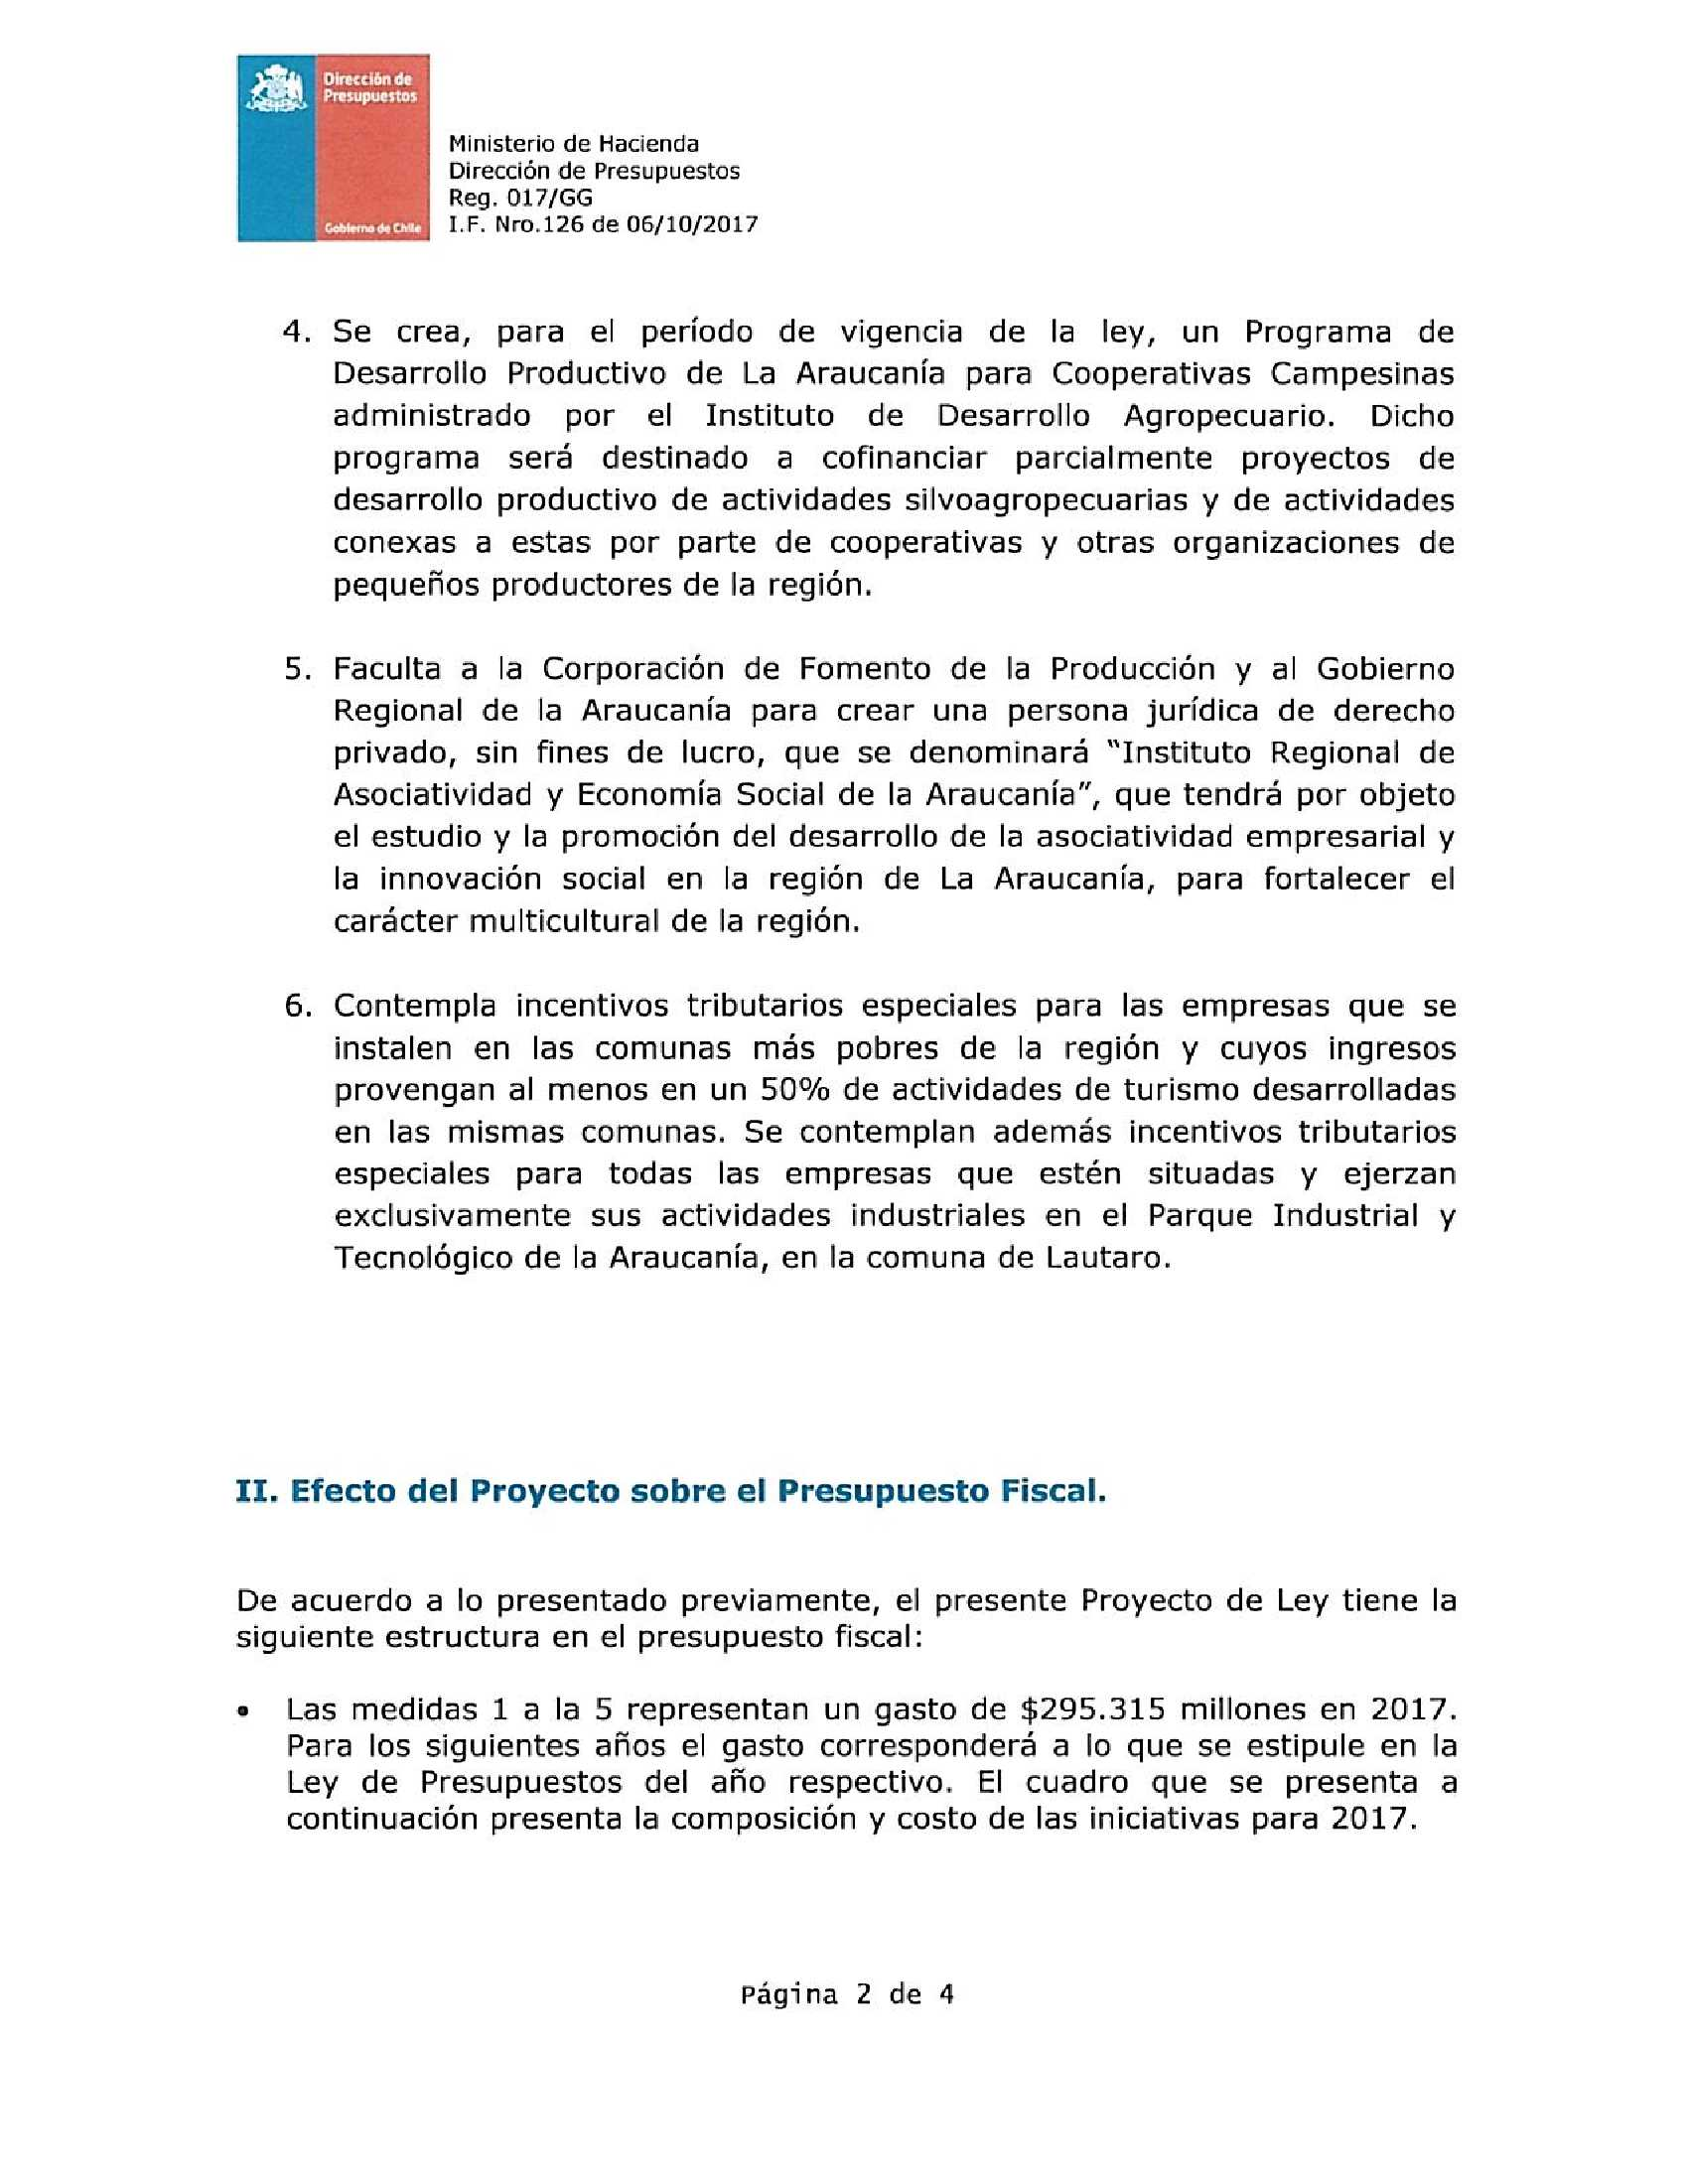 Dirección de
Presupuestos
Gobierno de Chile
Ministerio de Hacienda
Dirección de Presupuestos
Reg. 017/GG
I.F. Nro.126 de 06/10/2017
4. Se crea, para el período de vigencia de la ley, un Programa de
Desarrollo Productivo de La Araucanía para Cooperativas Campesinas
administrado por el Instituto de Desarrollo Agropecuario. Dicho
programa será destinado a cofinanciar parcialmente proyectos de
desarrollo productivo de actividades silvoagropecuarias y de actividades
conexas a estas por parte de cooperativas y otras organizaciones de
pequeños productores de la región.
5. Faculta a la Corporación de Fomento de la Producción y al Gobierno
Regional de la Araucanía para crear una persona jurídica de derecho
privado, sin fines de lucro, que se denominará "Instituto Regional de
Asociatividad y Economía Social de la Araucanía", que tendrá por objeto
el estudio y la promoción del desarrollo de la asociatividad empresarial y
la innovación social en la región de La Araucanía, para fortalecer el
carácter multicultural de la región.
6. Contempla incentivos tributarios especiales para las empresas que se
instalen en las comunas más pobres de la región y cuyos ingresos
provengan al menos en un 50% de actividades de turismo desarrolladas
en las mismas comunas. Se contemplan además incentivos tributarios
especiales para todas las empresas que estén situadas y ejerzan
exclusivamente sus actividades industriales en el Parque Industrial y
Tecnológico de la Araucanía, en la comuna de Lautaro.
II. Efecto del Proyecto sobre el Presupuesto Fiscal.
De acuerdo a lo presentado previamente, el presente Proyecto de Ley tiene la
siguiente estructura en el presupuesto fiscal:
• Las medidas 1 a la 5 representan un gasto de $295.315 millones en 2017.
Para los siguientes años el gasto corresponderá a lo que se estipule en la
Ley de Presupuestos del año respectivo. El cuadro que se presenta a
continuación presenta la composición y costo de las iniciativas para 2017.
Página 2 de 4